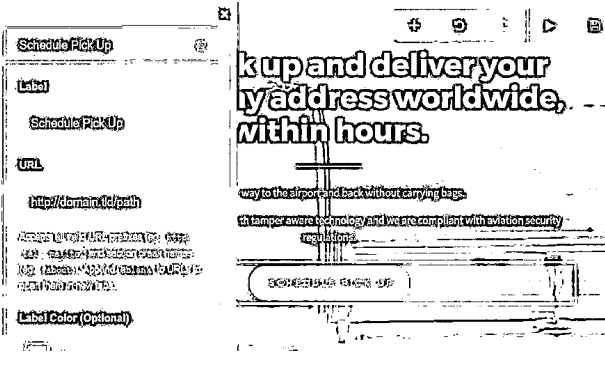 Schedule Pick Up
Label
Schedule Pick Up
URL
http://domain.tld/path
Label Color (Optional)
k up and deliver your
ly address worldwide,
within hours.
way to the airport and back without carrying bags.
th tamper aware technology and we are compliant with aviation security
regulations.
SCHEDULE PICK UP